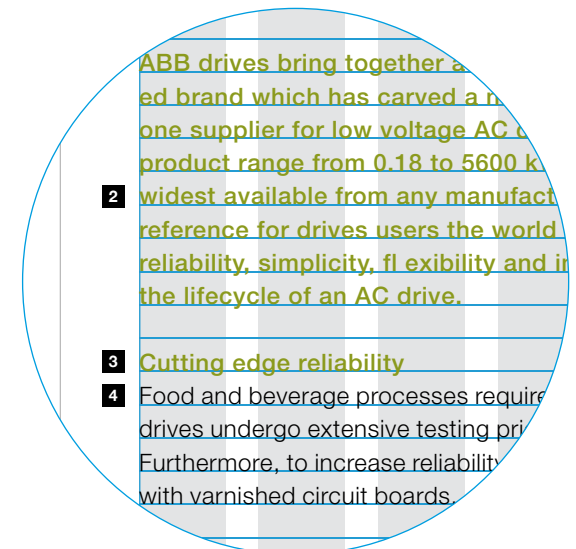 ABB drives bring together a
ed brand which has carved a
one supplier for low voltage AC
product range from 0.18 to 5600
2 widest available from any manufact
reference for drives users the world
reliability, simplicity, fl exibility and
the lifecycle of an AC drive.
3 Cutting edge reliability
4 Food and beverage processes require
drives undergo extensive testing
Furthermore, to increase reliability
with varnished circuit boards.